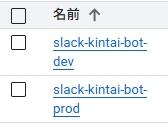 名前 ↑
slack-kintai-bot-
dev
slack-kintai-bot-
prod